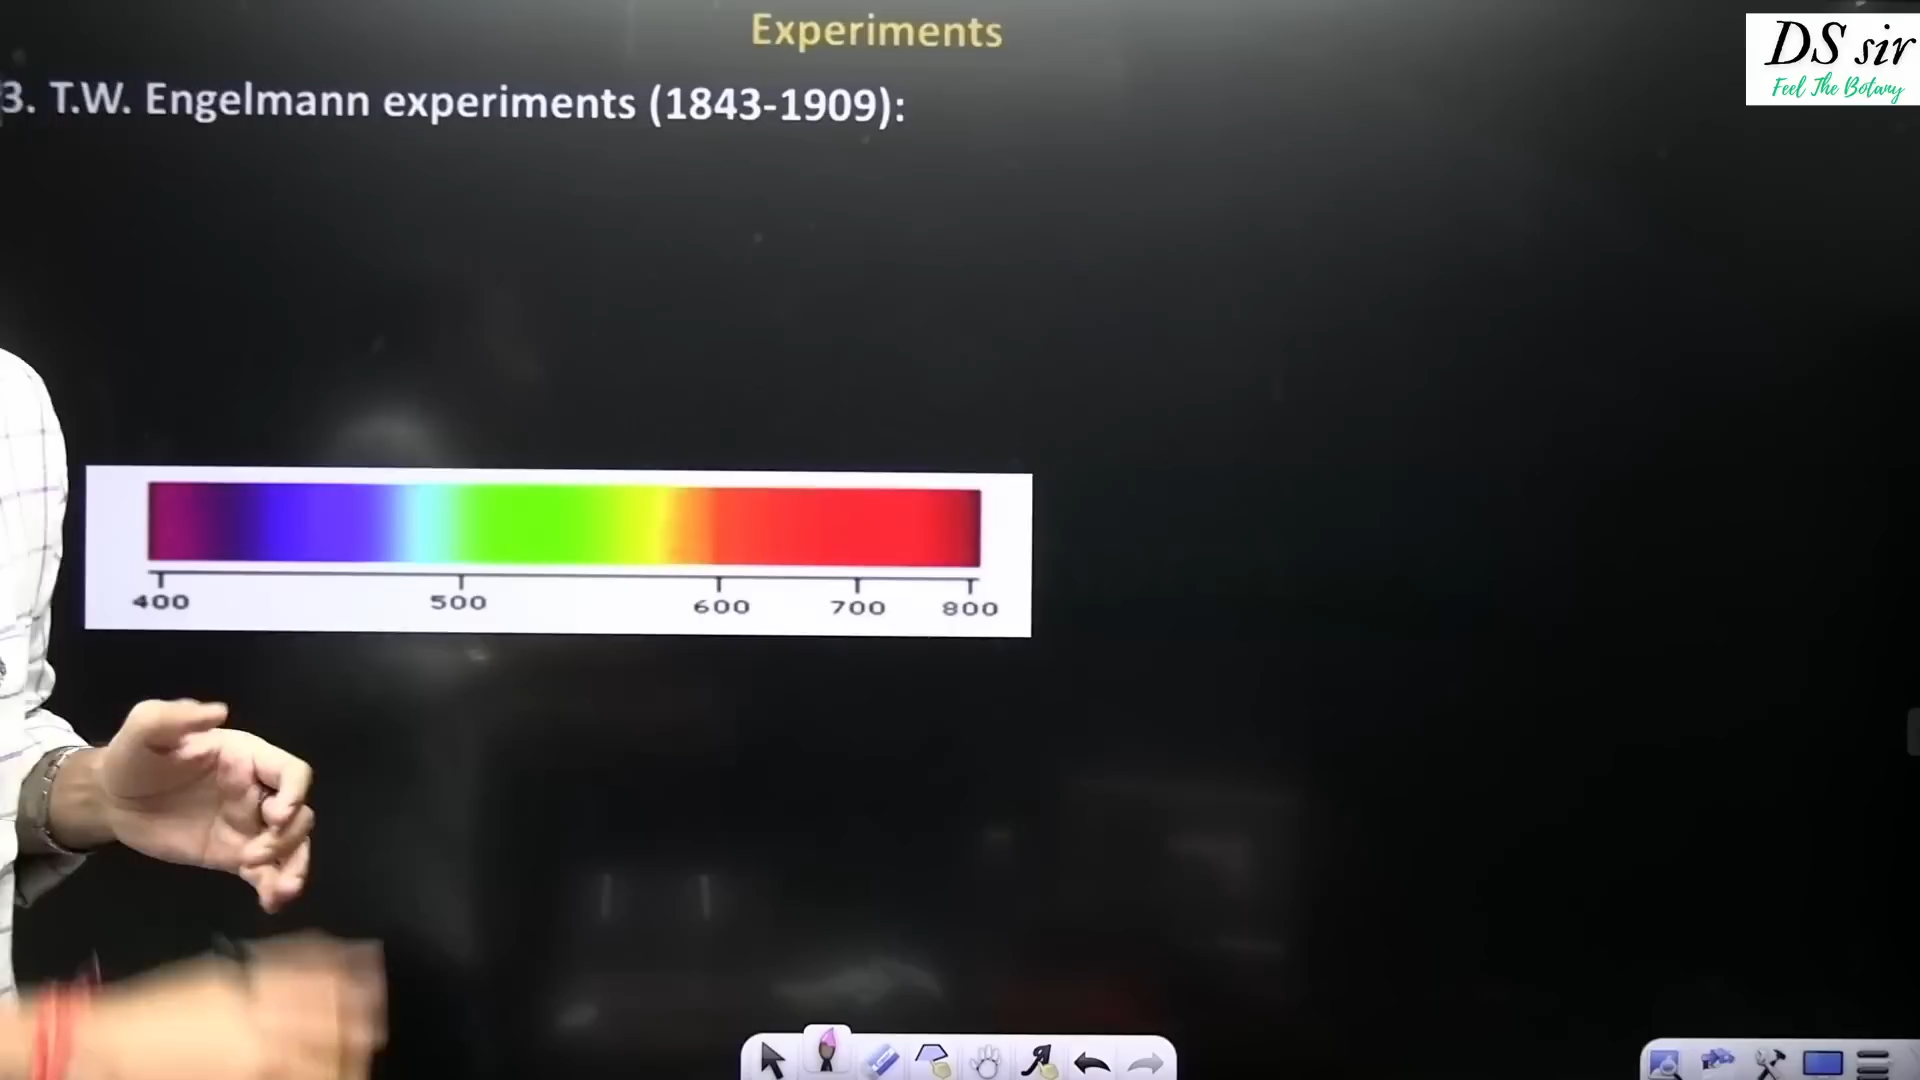 Experiments
DS sir
Feel The Botany
3. T.W. Engelmann experiments (1843-1909):
400 500 600 700 800